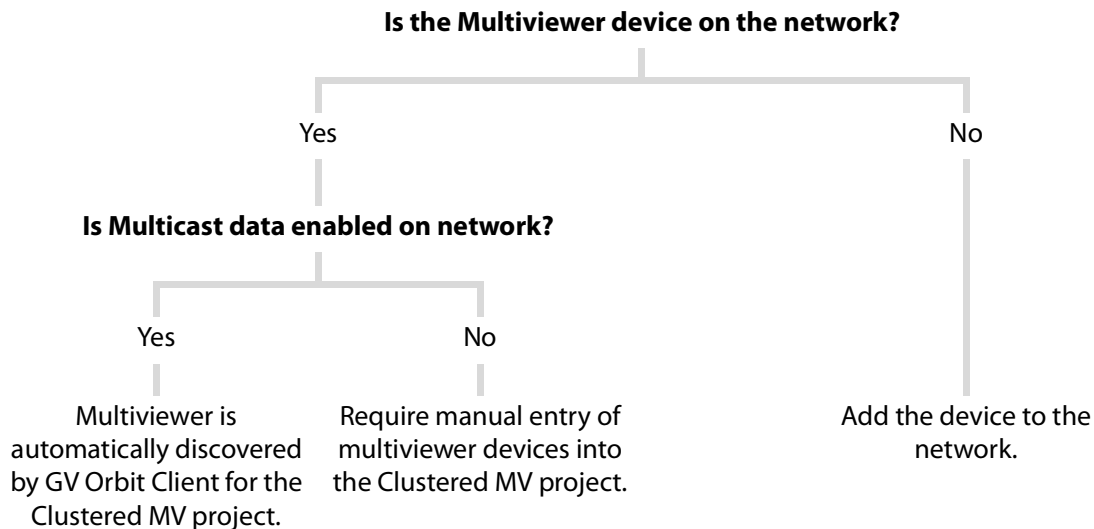 Is the Multiviewer device on the network?
Yes
No
Is Multicast data enabled on network?
Yes
No
Multiviewer is
automatically discovered
by GV Orbit Client for the
Clustered MV project.
Require manual entry of
multiviewer devices into
the Clustered MV project.
Add the device to the
network.